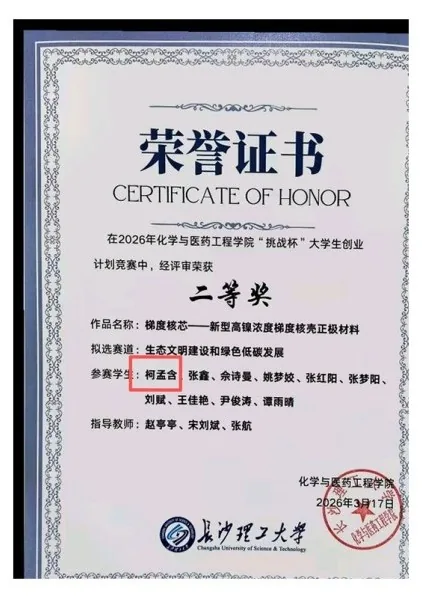 荣誉证书
CERTIFICATE OF HONOR
在2026年化学与医药工程学院“挑战杯”大学生创业
计划竞赛中，经评审荣获
二等奖
作品名称：梯度核芯——新型高镍浓度梯度核壳正极材料
拟选赛道：生态文明建设和绿色低碳发展
参赛学生：柯孟含、张鑫、佘诗曼、姚梦姣、张红阳、张梦阳、
刘赋、王佳艳、尹俊涛、谭雨晴
指导教师：赵亭亭、宋刘斌、张航
化学与医药工程学院
2026年3月17日
长沙理工大学
Changsha University of Science & Technology